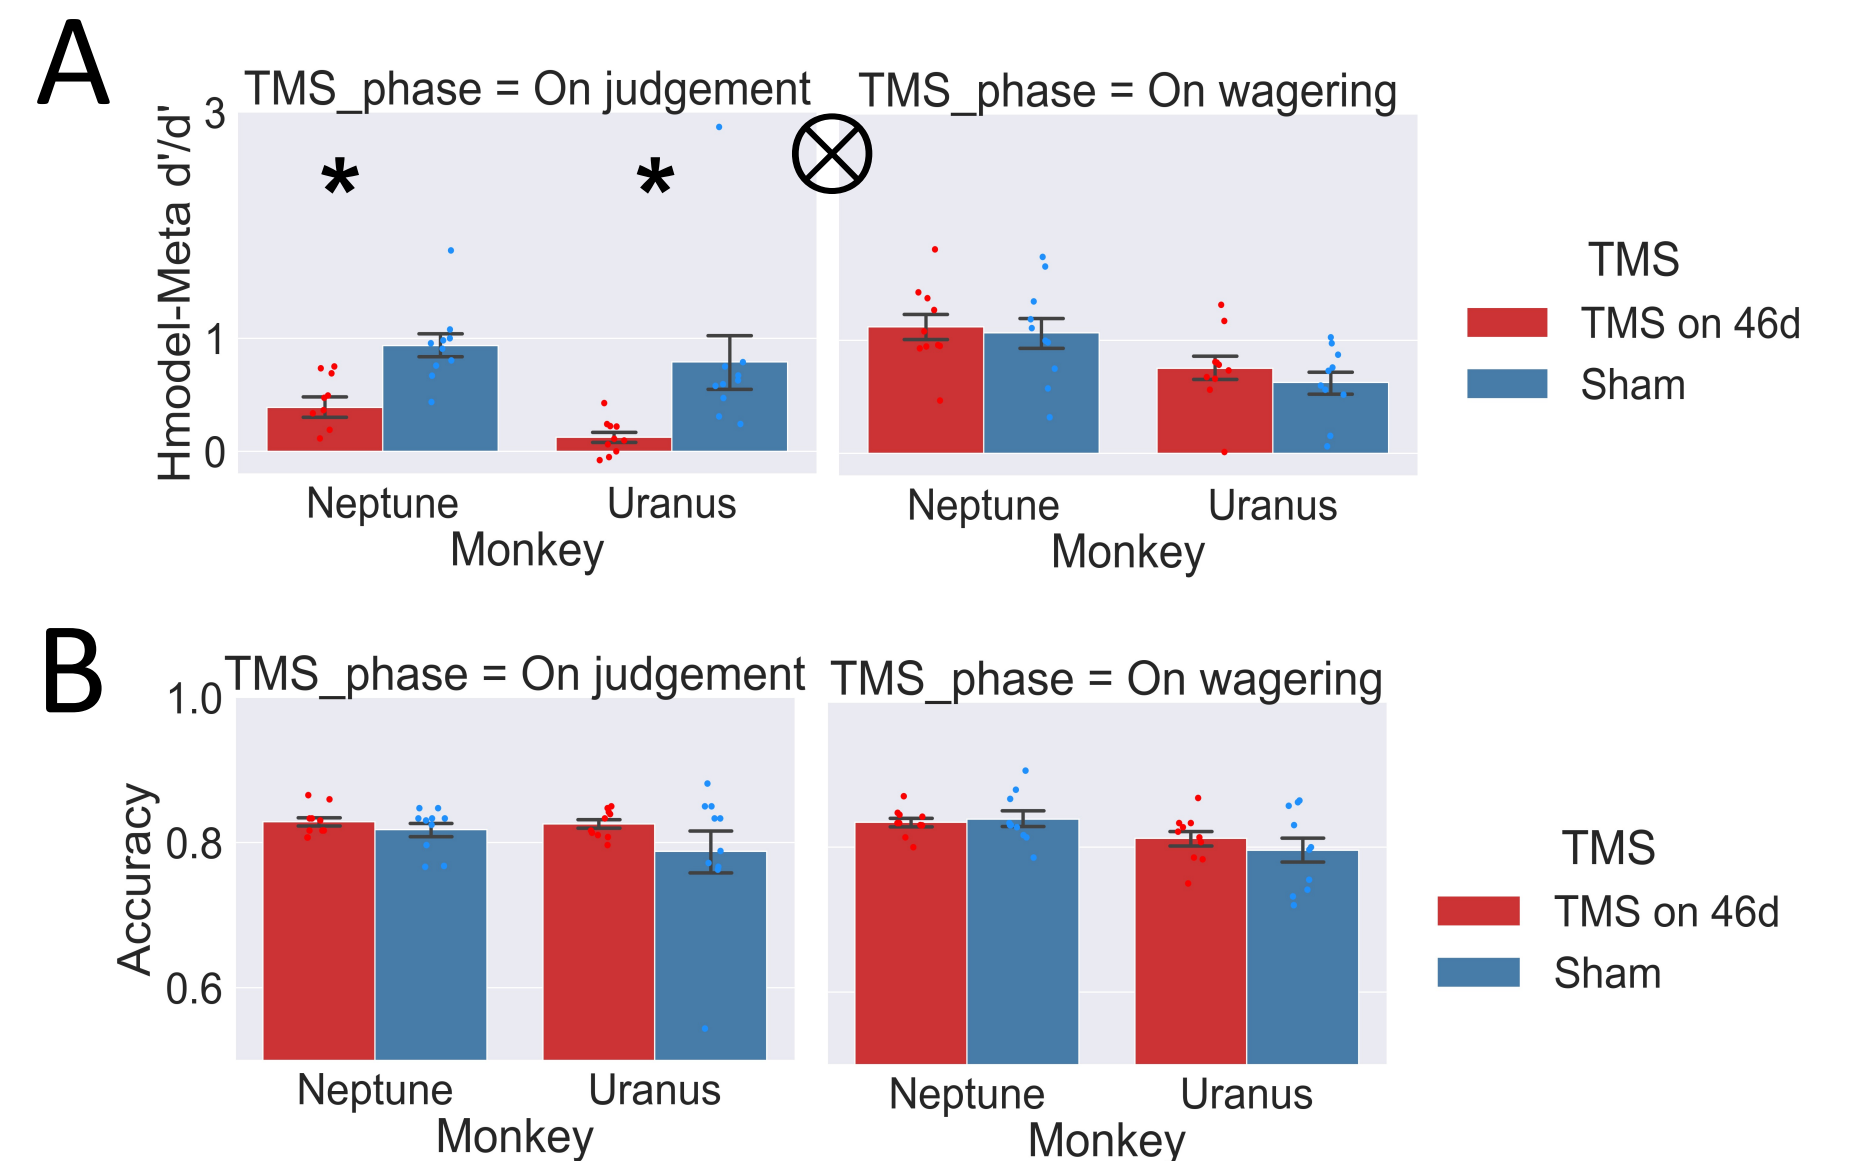 A
TMS_phase = On judgement
TMS_phase = On wagering
Hmodel-Meta d'/d'
3
1
0
*
*
Neptune
Uranus
Monkey
Neptune
Uranus
Monkey
TMS
TMS on 46d
Sham
B
TMS_phase = On judgement
TMS_phase = On wagering
Accuracy
1.0
0.8
0.6
Neptune
Uranus
Monkey
Neptune
Uranus
Monkey
TMS
TMS on 46d
Sham